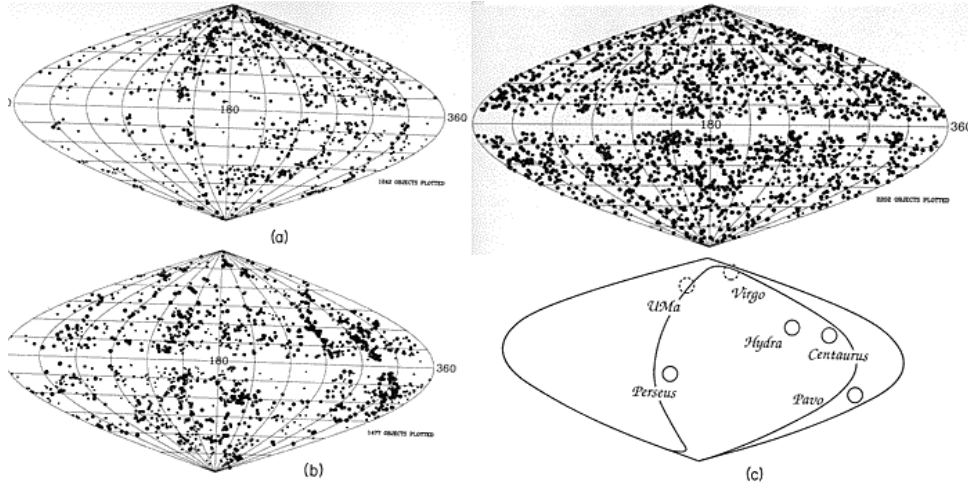 180
360
1042 OBJECTS PLOTTED
(a)
180
360
2202 OBJECTS PLOTTED
180
360
1477 OBJECTS PLOTTED
(b)
UMa
Virgo
Hydra
Centaurus
Perseus
Pavo
(c)